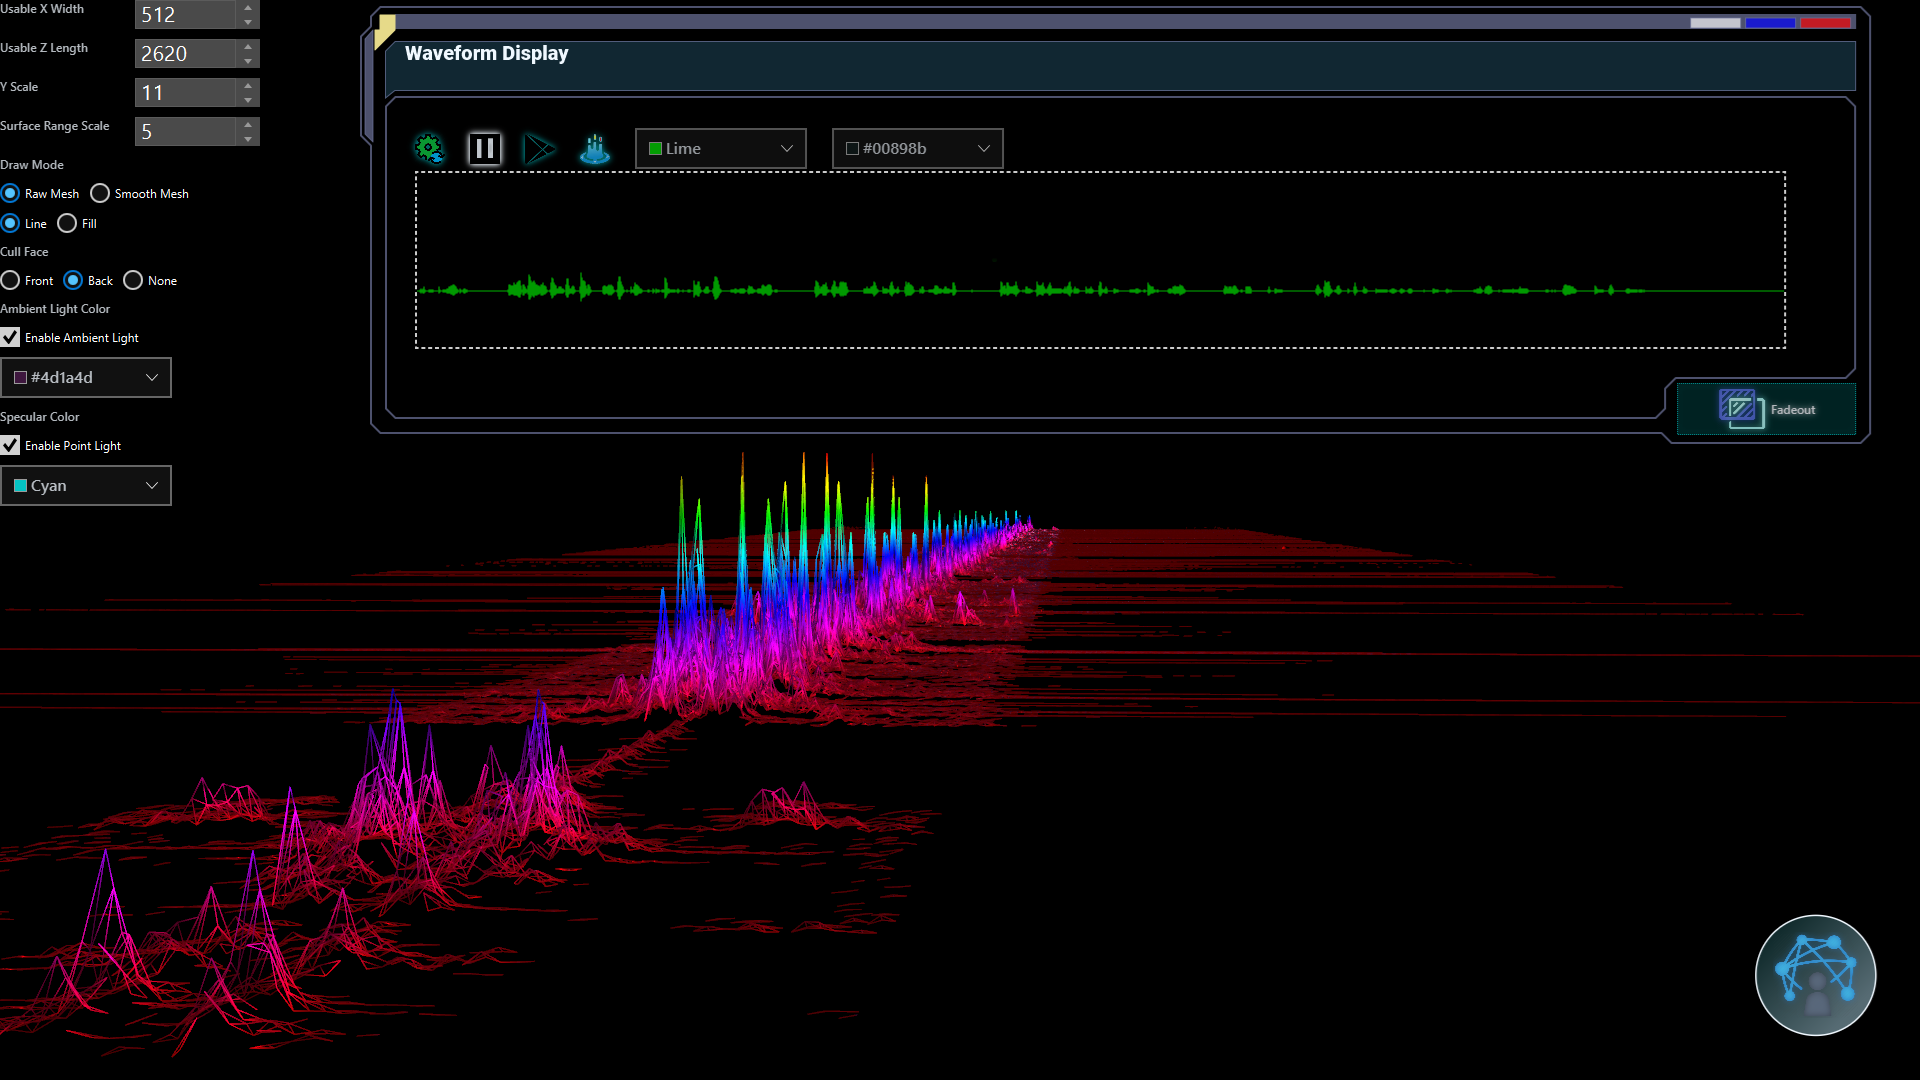 Usable X Width 512
Usable Z Length 2620
Y Scale 11
Surface Range Scale 5
Draw Mode
Raw Mesh Smooth Mesh
Line Fill
Cull Face
Front Back None
Ambient Light Color
Enable Ambient Light
#4d1a4d
Specular Color
Enable Point Light
Cyan
Waveform Display
Lime #00898b
Fadeout